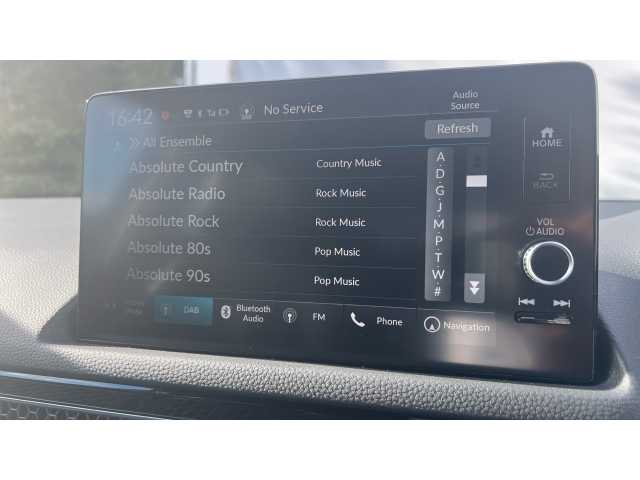 16:42 No Service
Audio
Source
All Ensemble
Refresh
Absolute Country Country Music
Absolute Radio Rock Music
Absolute Rock Rock Music
Absolute 80s Pop Music
Absolute 90s Pop Music
A
D
G
J
M
P
T
W
#
DAB
Bluetooth
Audio
FM
Phone
Navigation
HOME
BACK
VOL
AUDIO